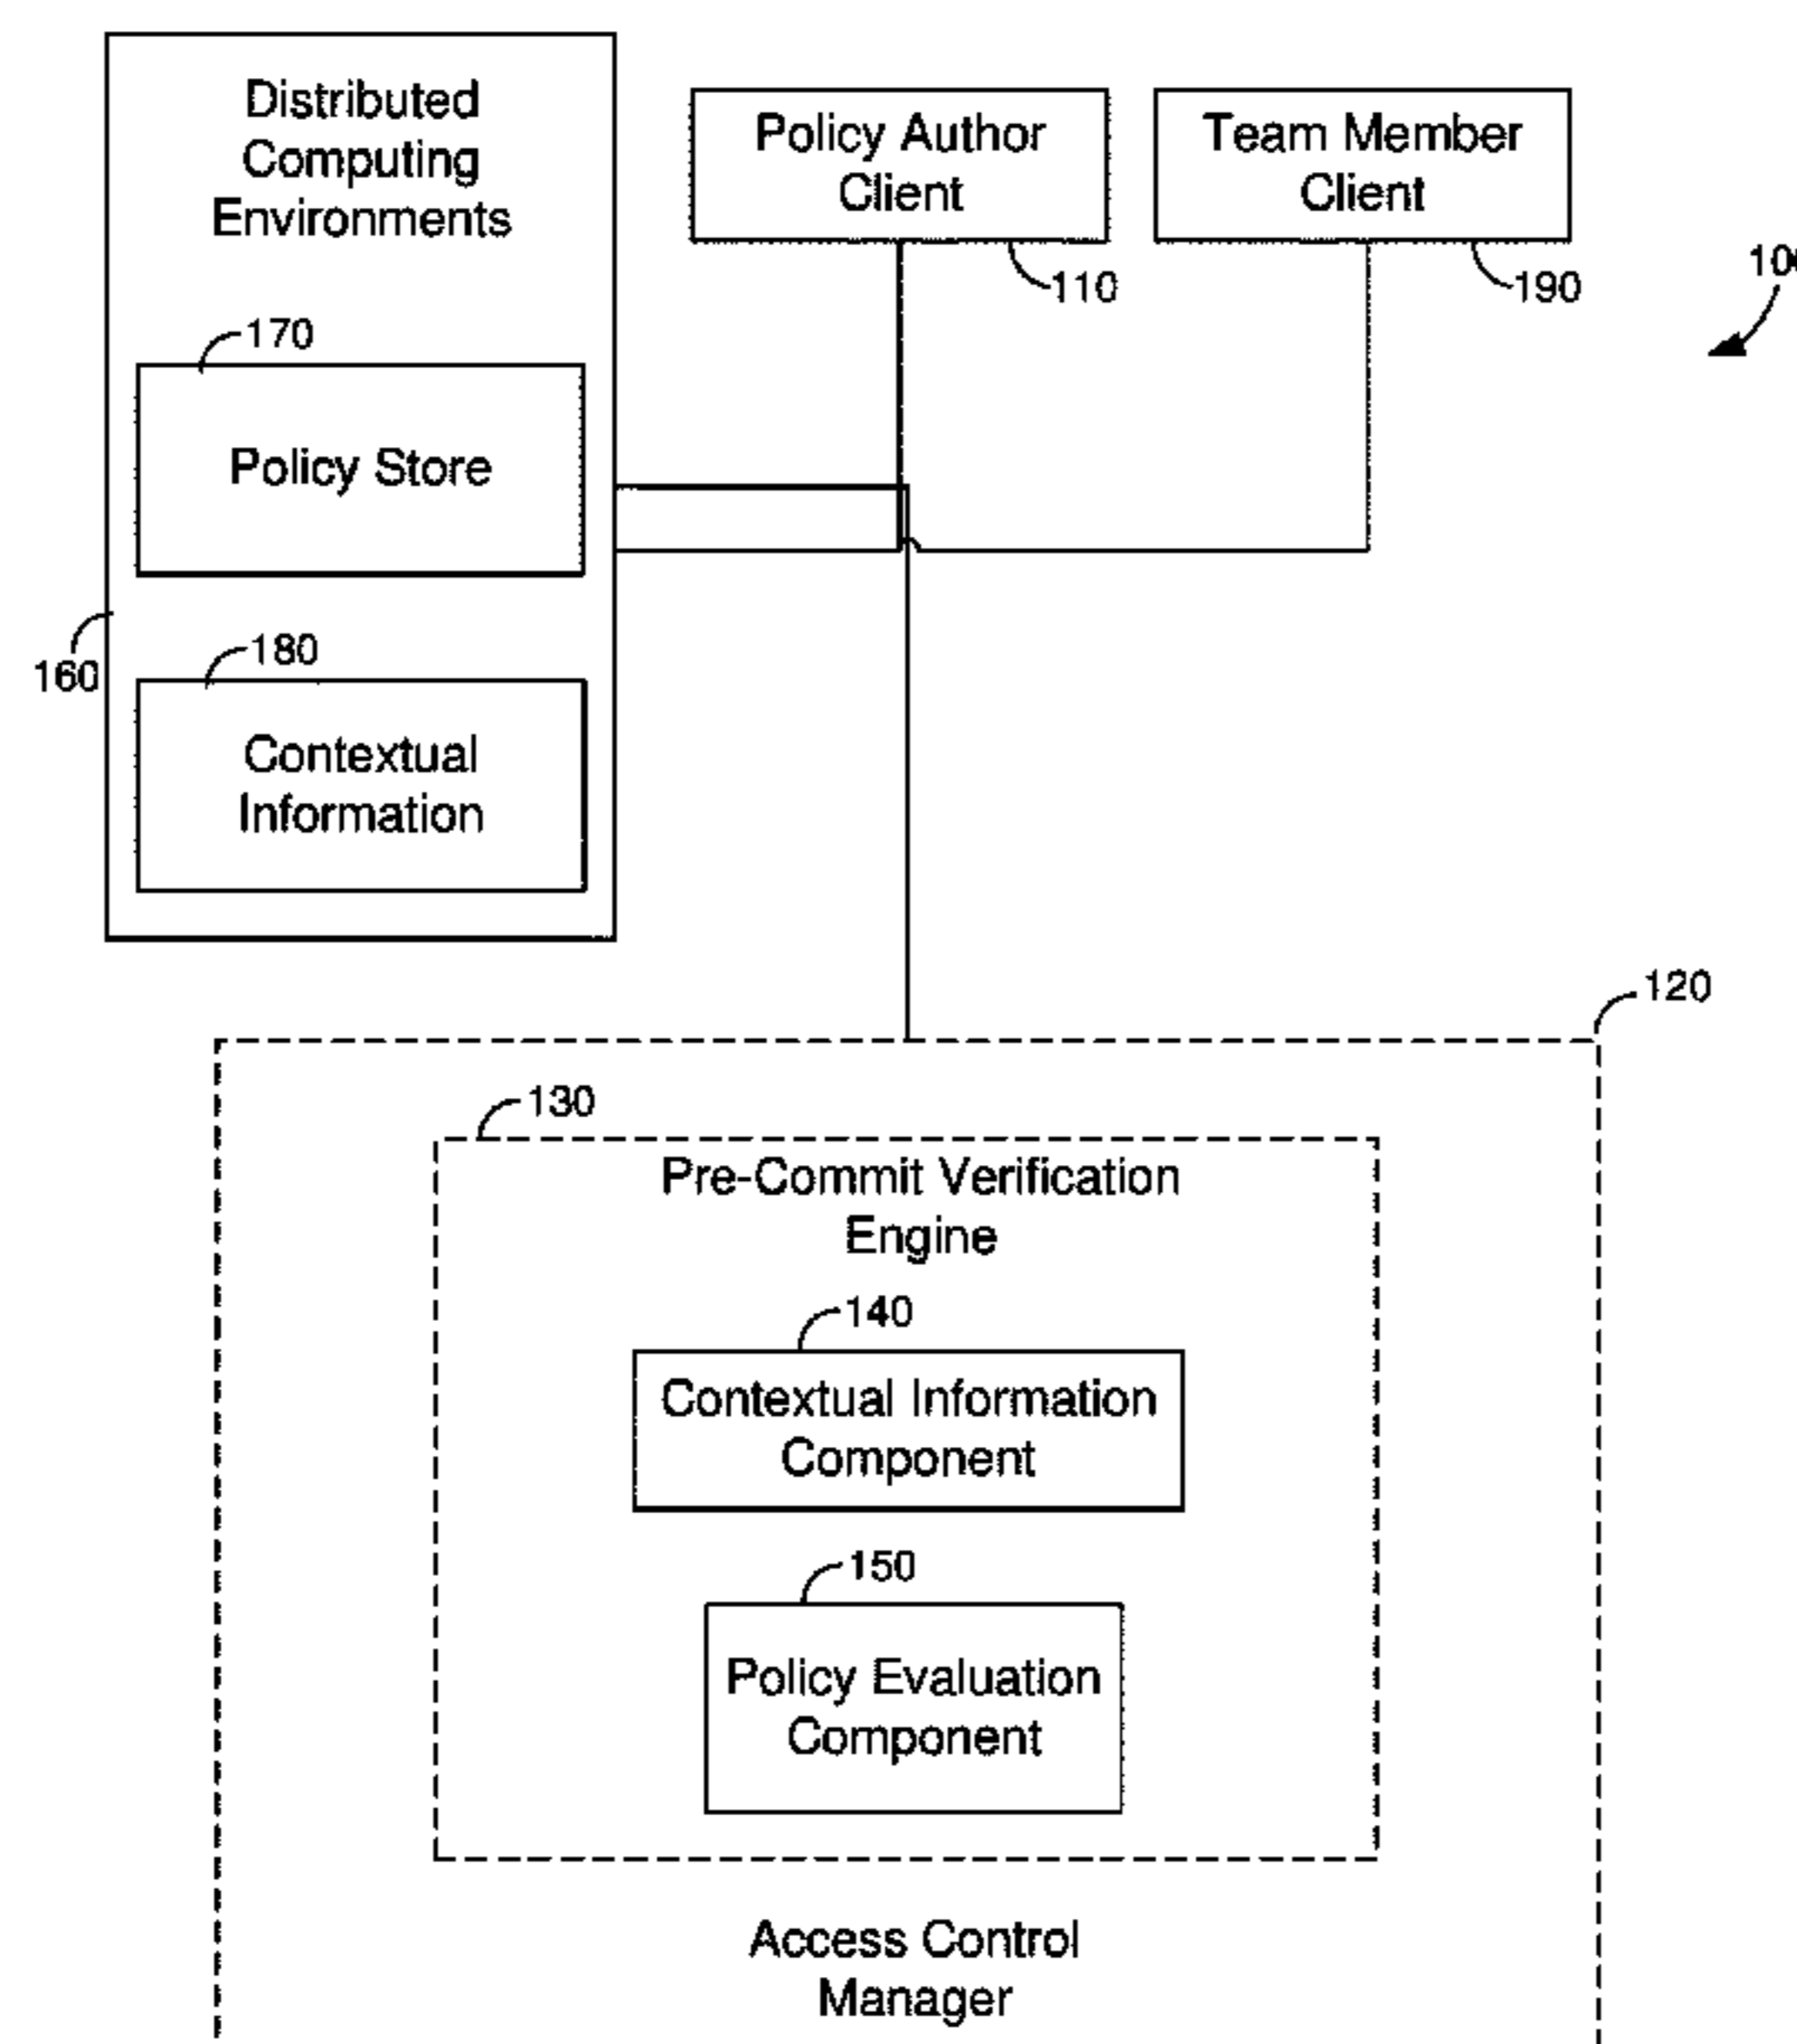 Distributed
Computing
Environments
Policy Author
Client
Team Member
Client
110
190
170
Policy Store
160
180
Contextual
Information
120
130
Pre-Commit Verification
Engine
140
Contextual Information
Component
150
Policy Evaluation
Component
Access Control
Manager